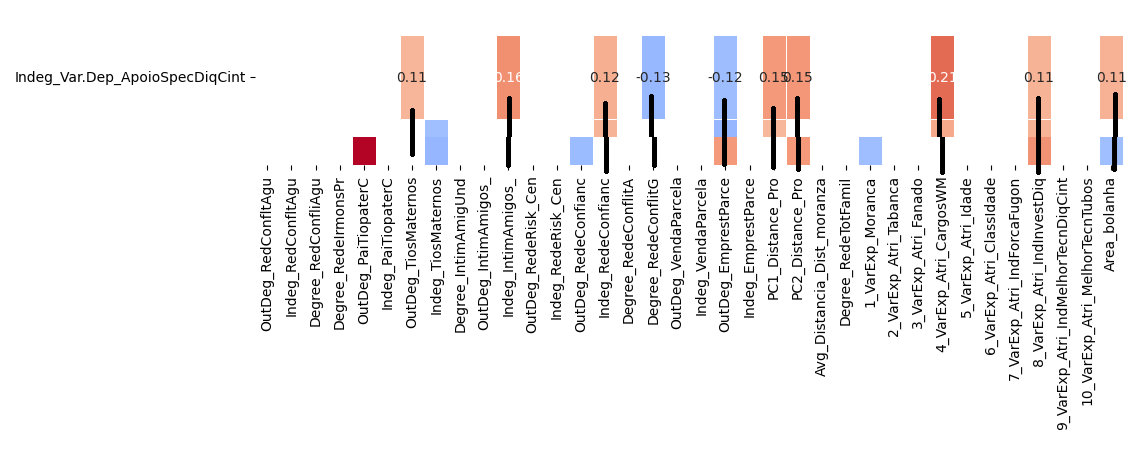 Indeg_Var.Dep_ApoioSpecDiqCint –
0.11
0.16
0.12
-0.13
-0.12
0.15
0.15
0.21
0.11
0.11
OutDeg_RedConfltAgu
Indeg_RedConfltAgu
Degree_RedConfliAgu
Degree_RedeIrmonsPr
OutDeg_PaiTiopaterC
Indeg_PaiTiopaterC
OutDeg_TiosMaternos
Indeg_TiosMaternos
Degree_IntimAmigUnd
OutDeg_IntimAmigos_
Indeg_IntimAmigos_
OutDeg_RedeRisk_Cen
Indeg_RedeRisk_Cen
OutDeg_RedeConfianc
Indeg_RedeConfianc
Degree_RedeConflitA
Degree_RedeConflitG
OutDeg_VendaParcela
Indeg_VendaParcela
OutDeg_EmprestParce
Indeg_EmprestParce
PC1_Distance_Pro
PC2_Distance_Pro
Avg_Distancia_Dist_moranza
Degree_RedeTotFamil
1_VarExp_Moranca
2_VarExp_Atri_Tabanca
3_VarExp_Atri_Fanado
4_VarExp_Atri_CargosWM
5_VarExp_Atri_Idade
6_VarExp_Atri_ClassIdade
7_VarExp_Atri_IndForcaFugon
8_VarExp_Atri_IndInvestDiq
9_VarExp_Atri_IndMelhorTecnDiqCint
10_VarExp_Atri_MelhorTecnTubos
Area_bolanha